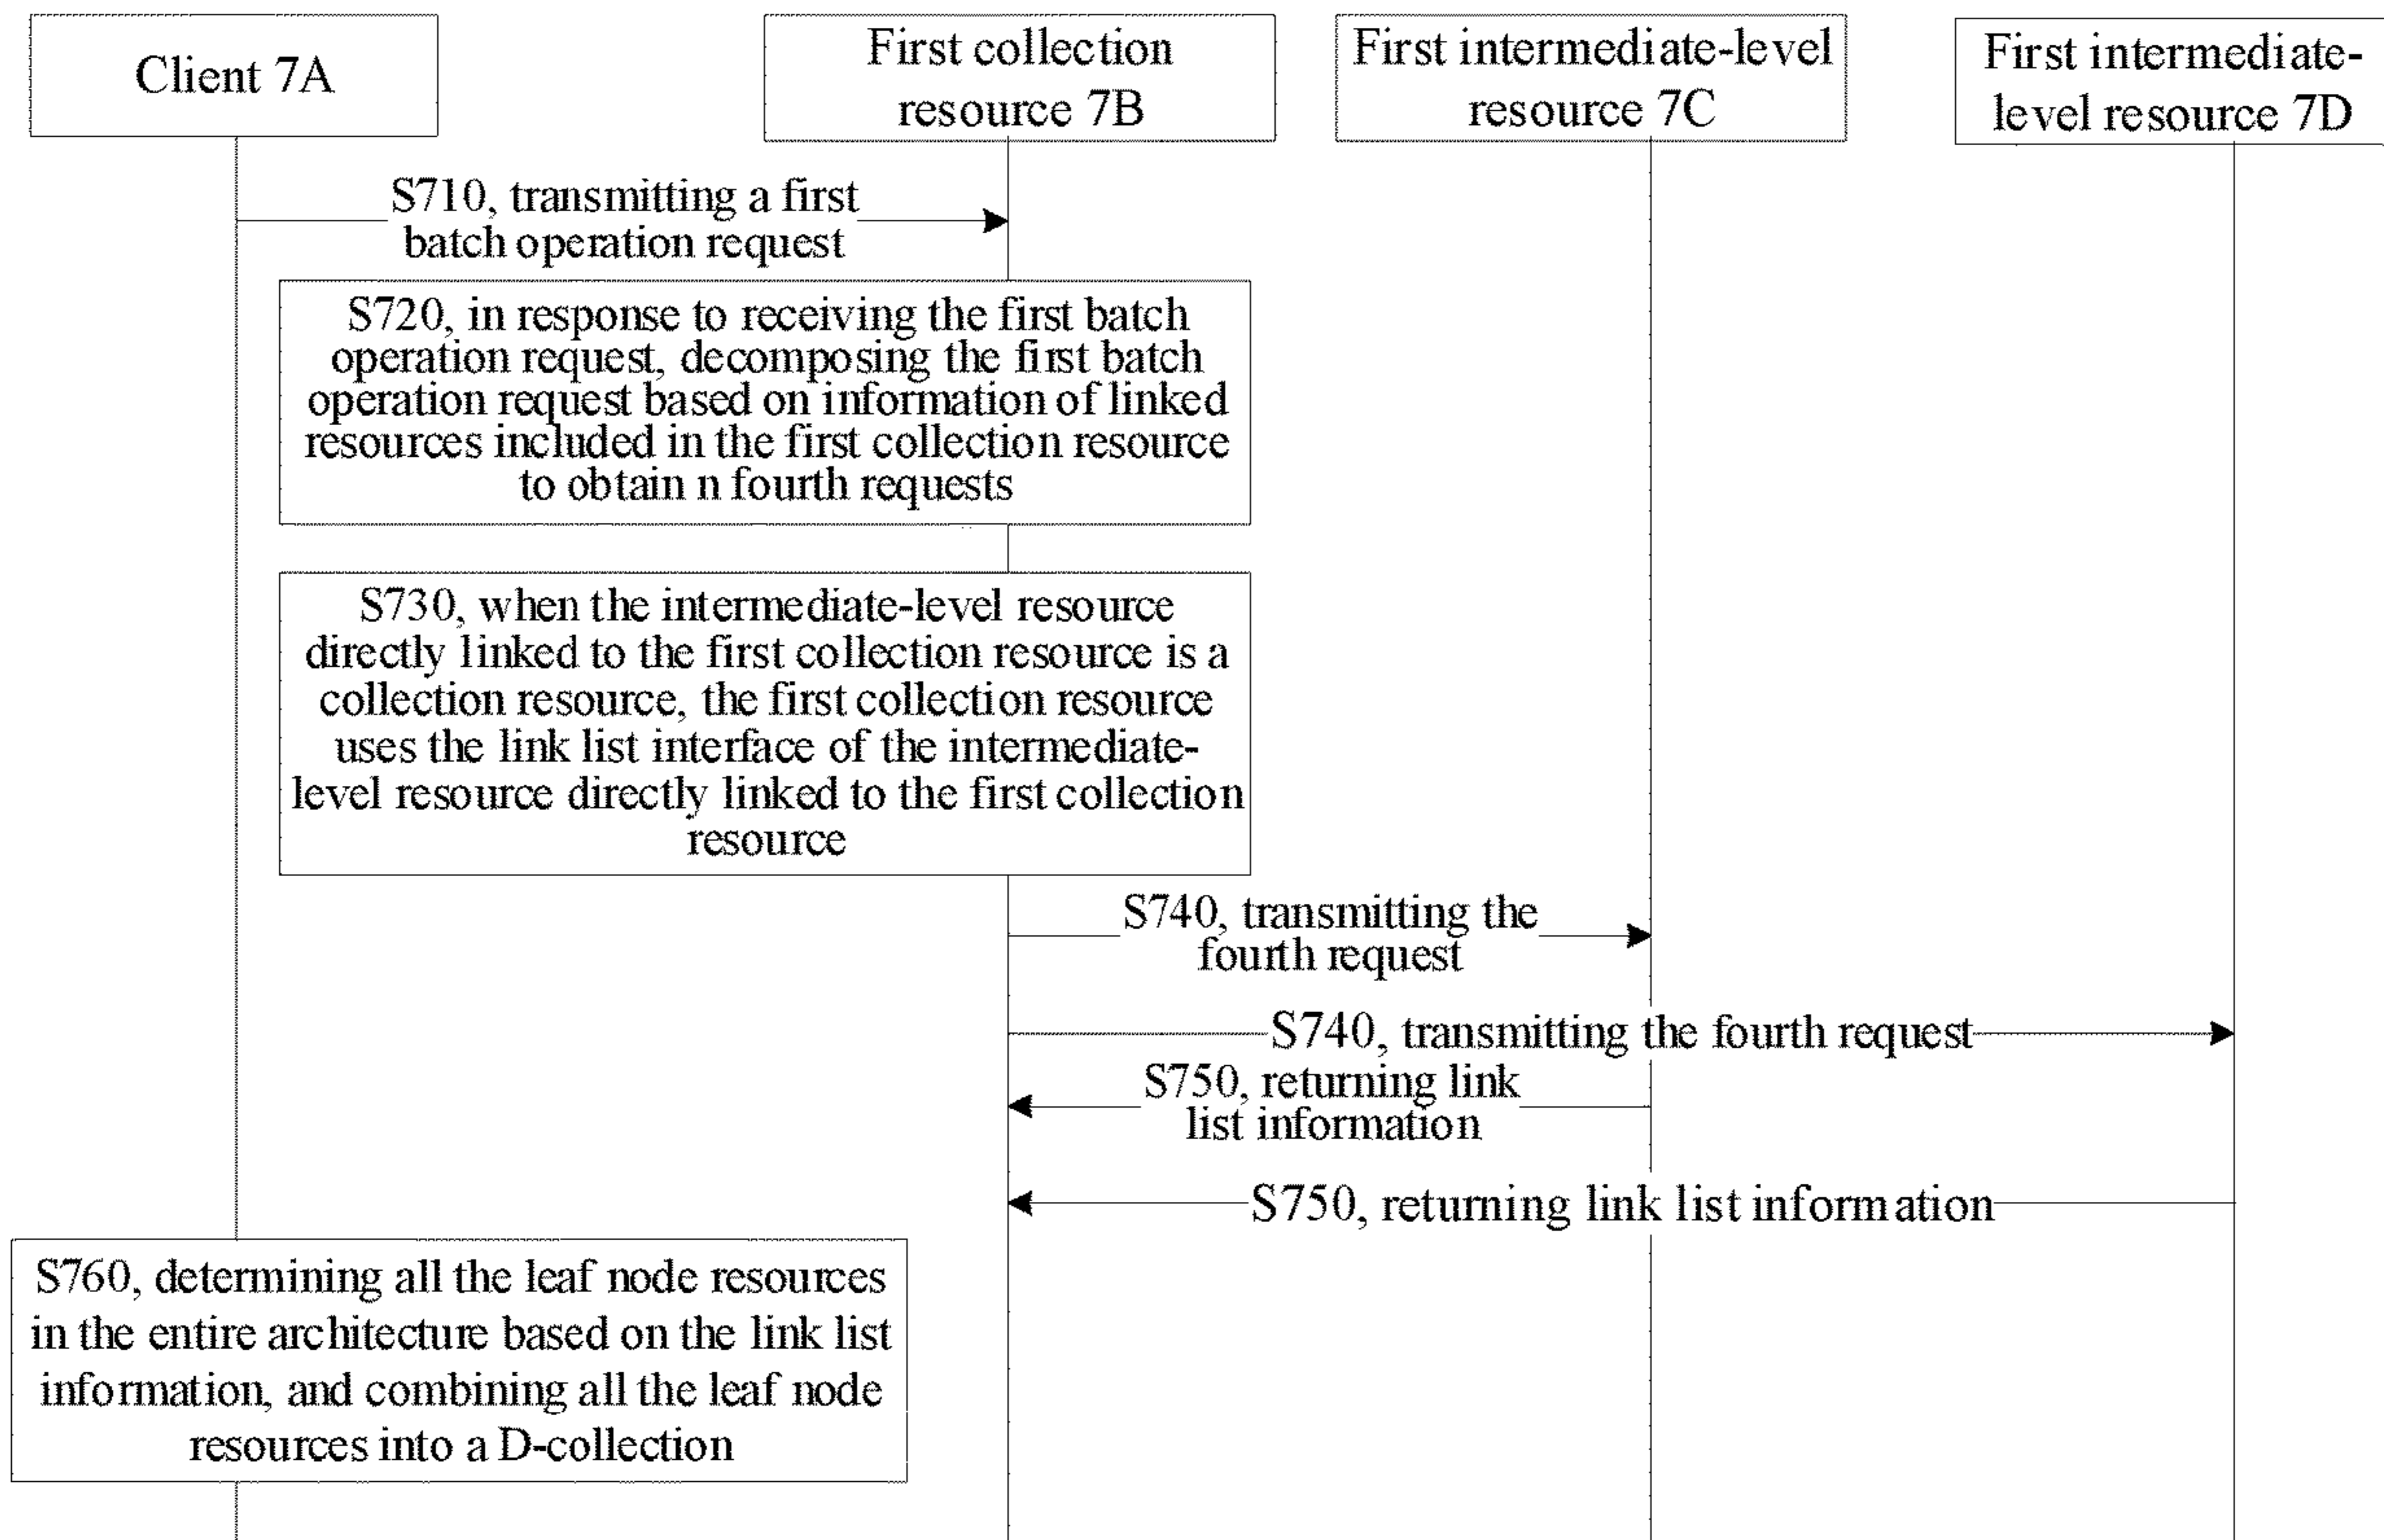 Client 7A
First collection
resource 7B
First intermediate-level
resource 7C
First intermediate-
level resource 7D
S710, transmitting a first
batch operation request
S720, in response to receiving the first batch
operation request, decomposing the first batch
operation request based on information of linked
resources included in the first collection resource
to obtain n fourth requests
S730, when the intermediate-level resource
directly linked to the first collection resource is a
collection resource, the first collection resource
uses the link list interface of the intermediate-
level resource directly linked to the first collection
resource
S740, transmitting the
fourth request
S740, transmitting the fourth request
S750, returning link
list information
S750, returning link list information
S760, determining all the leaf node resources
in the entire architecture based on the link list
information, and combining all the leaf node
resources into a D-collection